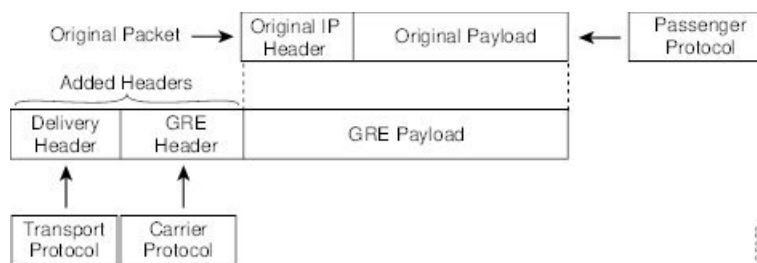 Original Packet
Original IP
Header
Original Payload
Passenger
Protocol
Added Headers
Delivery
Header
GRE
Header
GRE Payload
Transport
Protocol
Carrier
Protocol